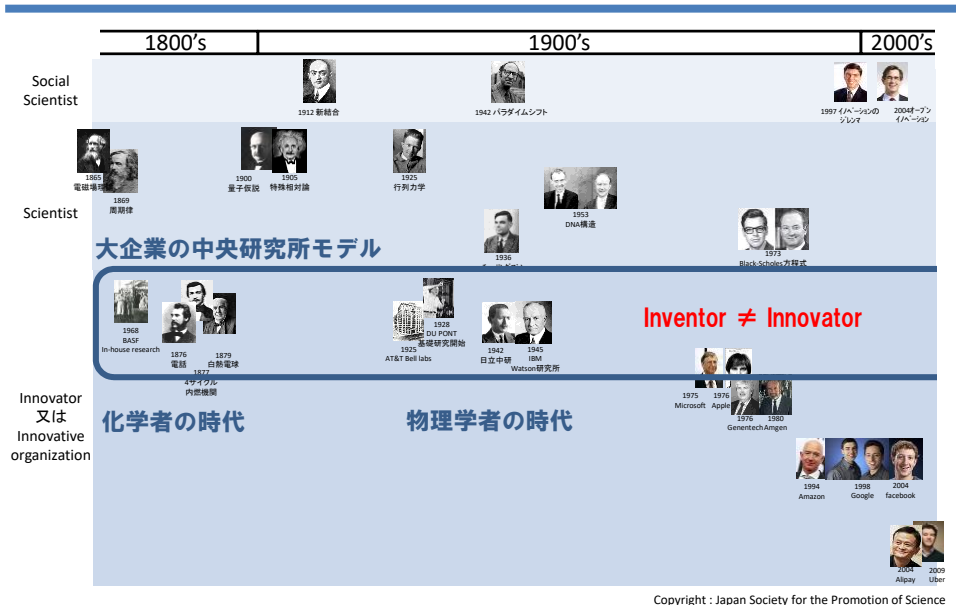 1800's
1900's
2000's
Social
Scientist
1912 新結合
1942 パラダイムシフト
1997 イノベーションの
ジレンマ
2004オープン
イノベーション
Scientist
1865
電磁場理
1869
周期律
1900
量子仮説
1905
特殊相対論
1925
行列力学
1936
1953
DNA構造
1973
Black-Scholes方程式
大企業の中央研究所モデル
Inventor ≠ Innovator
1968
BASF
In-house research
1876
電話
1877
4サイクル
内燃機関
1879
白熱電球
1925
AT&T Bell labs
1928
DU PONT
基礎研究開始
1942
日立中研
1945
IBM
Watson研究所
Innovator
又は
Innovative
organization
化学者の時代
物理学者の時代
1975
Microsoft
1976
Apple
1976
Genentech
1980
Amgen
1994
Amazon
1998
Google
2004
facebook
2004
Alipay
2009
Uber
Copyright : Japan Society for the Promotion of Science